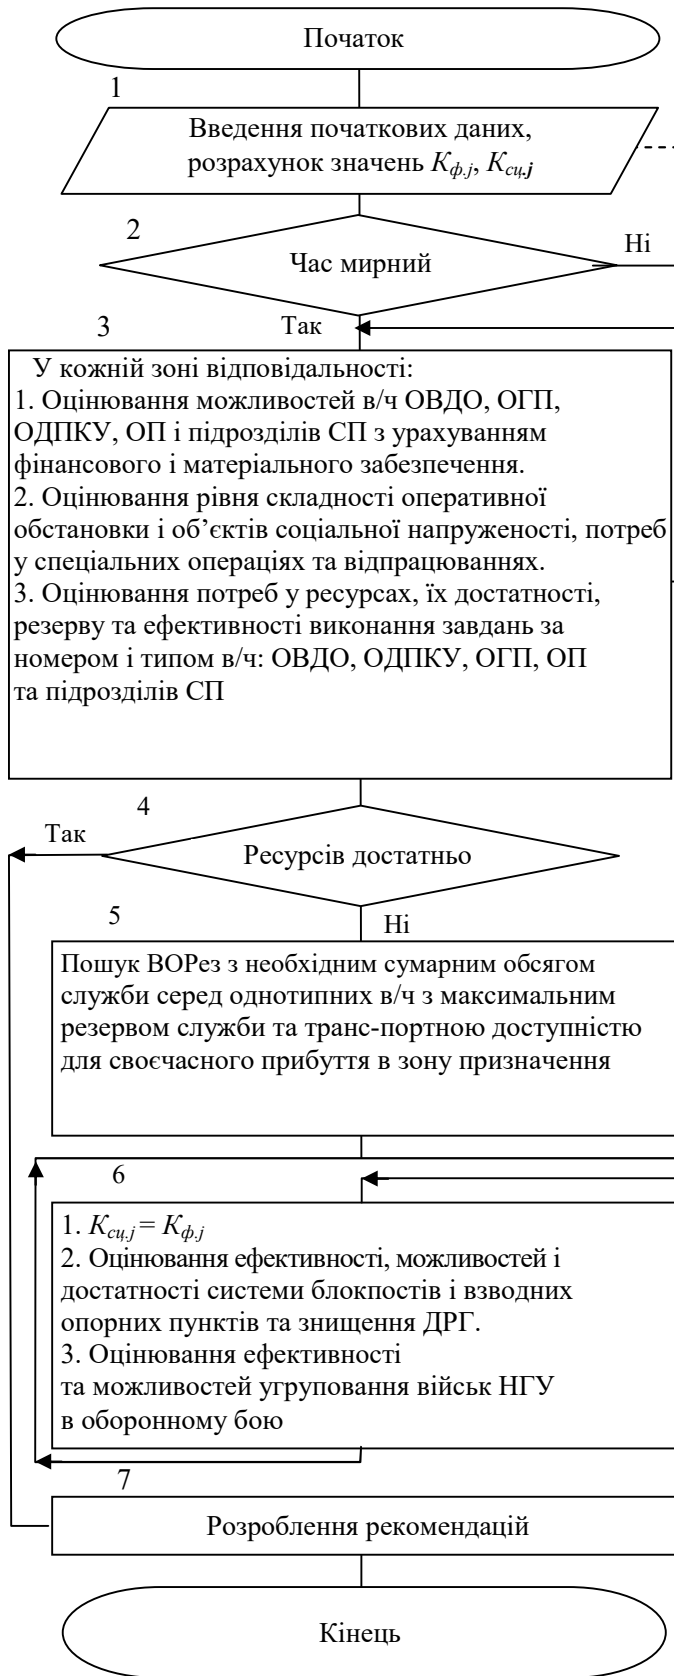 Початок
1
Введення початкових даних,
розрахунок значень Kф.j, Kсц.j
2
Час мирний
Ні
3
Так
У кожній зоні відповідальності:
1. Оцінювання можливостей в/ч ОВДО, ОГП,
ОДПКУ, ОП і підрозділів СП з урахуванням
фінансового і матеріального забезпечення.
2. Оцінювання рівня складності оперативної
обстановки і об’єктів соціальної напруженості, потреб
у спеціальних операціях та відпрацюваннях.
3. Оцінювання потреб у ресурсах, їх достатності,
резерву та ефективності виконання завдань за
номером і типом в/ч: ОВДО, ОДПКУ, ОГП, ОП
та підрозділів СП
4
Так
Ресурсів достатньо
5
Ні
Пошук ВОРез з необхідним сумарним обсягом
служби серед однотипних в/ч з максимальним
резервом служби та транс-портною доступністю
для своєчасного прибуття в зону призначення
6
1. Kсц.j = Kф.j
2. Оцінювання ефективності, можливостей і
достатності системи блокпостів і взводних
опорних пунктів та знищення ДРГ.
3. Оцінювання ефективності
та можливостей угруповання військ НГУ
в оборонному бою
7
Розроблення рекомендацій
Кінець